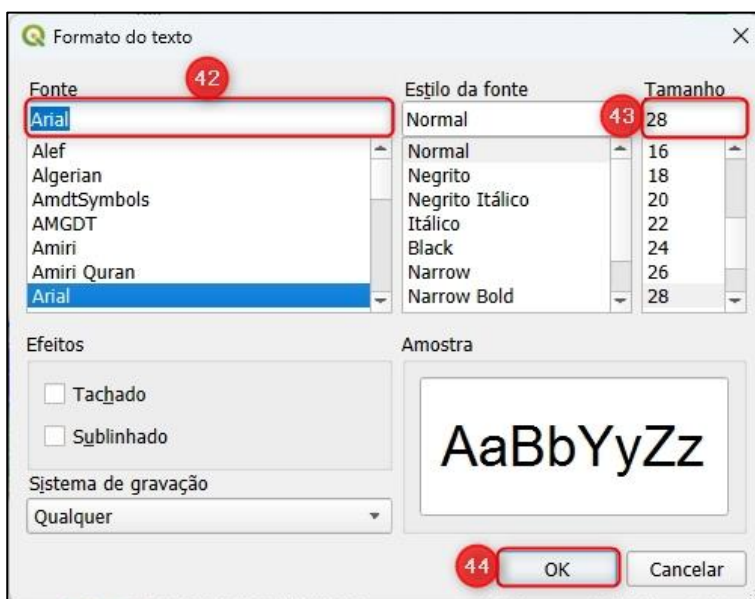 Formato do texto
42
Fonte
Estilo da fonte
Tamanho
Arial
Normal
43
28
Alef
Algerian
AmdtSymbols
AMGDT
Amiri
Amiri Quran
Arial
Normal
Negrito
Negrito Itálico
Itálico
Black
Narrow
Narrow Bold
16
18
20
22
24
26
28
Efeitos
Tachado
Sublinhado
Amostra
AaBbYyZz
Sistema de gravação
Qualquer
44
OK
Cancelar